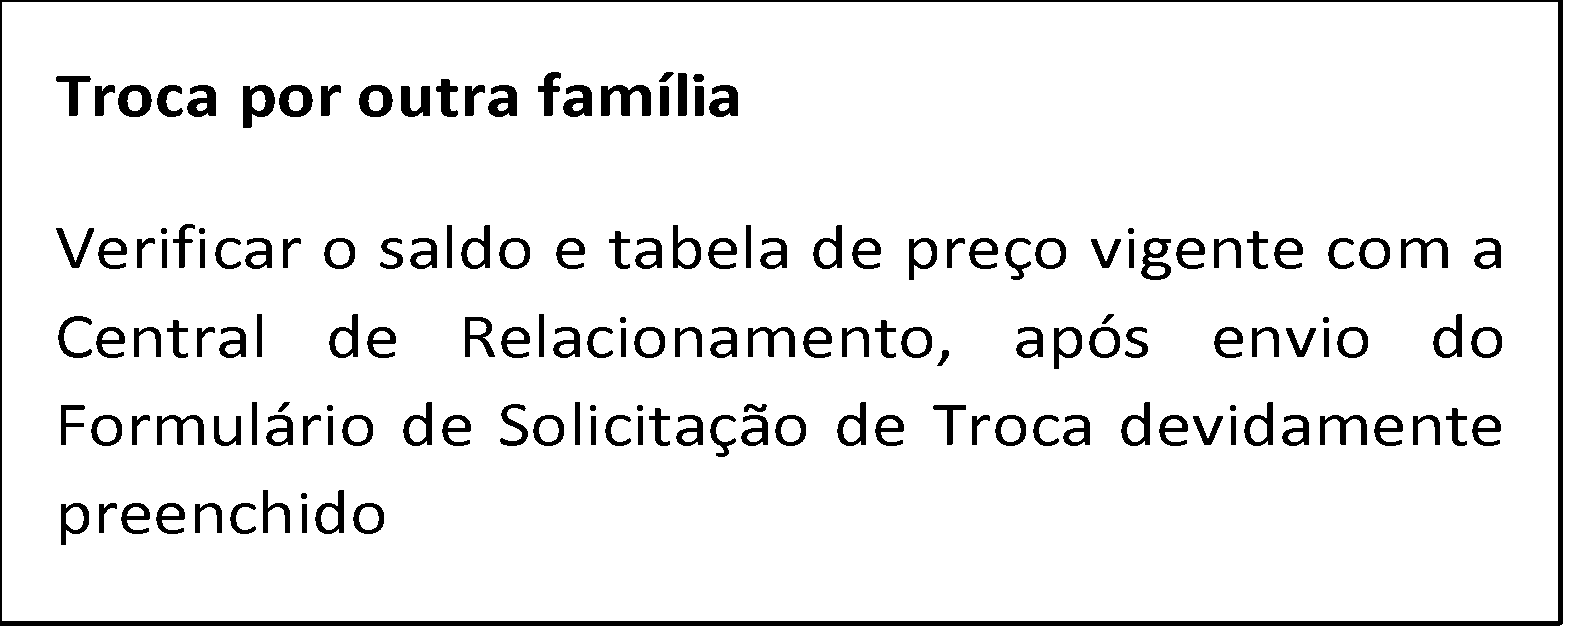 Troca por outra família
Verificar o saldo e tabela de preço vigente com a
Central de Relacionamento, após envio do
Formulário de Solicitação de Troca devidamente
preenchido